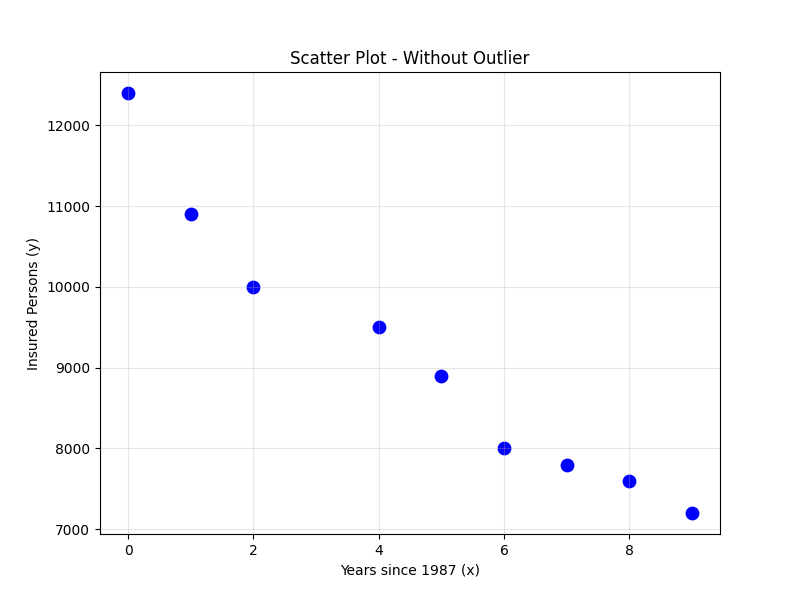 Scatter Plot - Without Outlier
12000
11000
10000
9000
8000
7000
Insured Persons (y)
0 2 4 6 8
Years since 1987 (x)